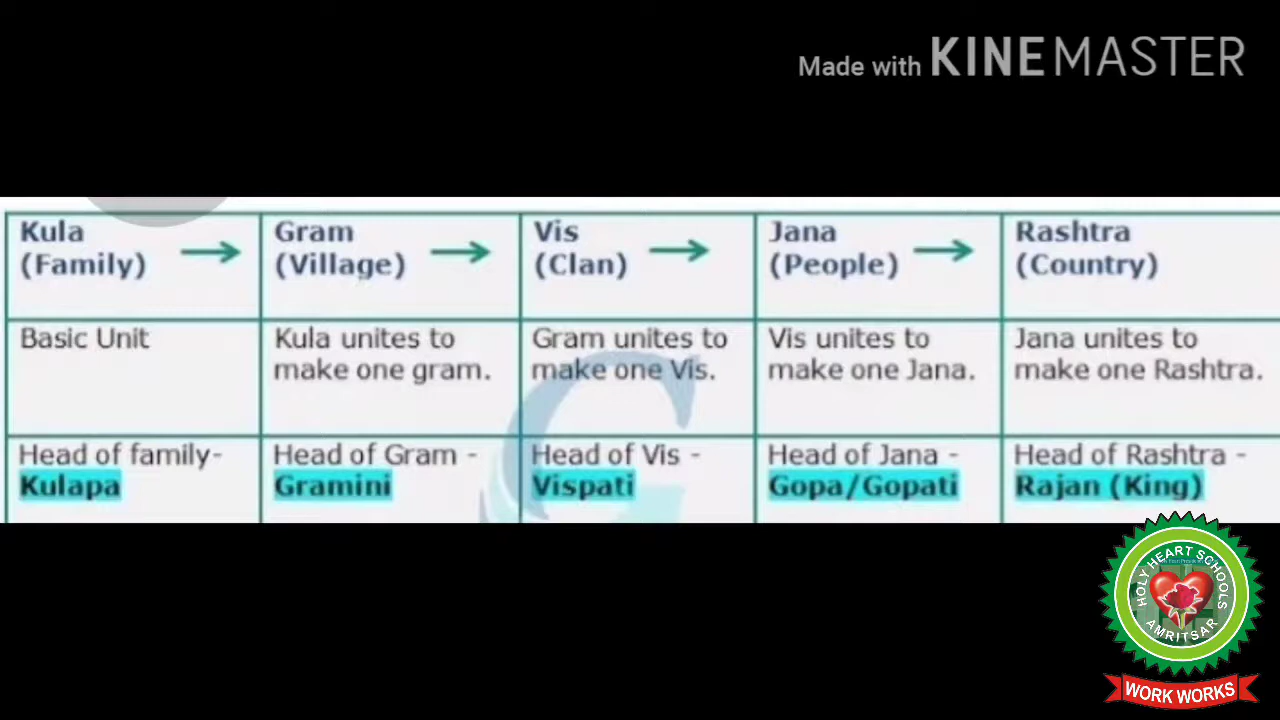 Made with KINEMASTER
Kula
(Family)
Gram
(Village)
Vis
(Clan)
Jana
(People)
Rashtra
(Country)
Basic Unit
Kula unites to
make one gram.
Gram unites to
make one Vis.
Vis unites to
make one Jana.
Jana unites to
make one Rashtra.
Head of family-
Kulapa
Head of Gram -
Gramini
Head of Vis -
Vispati
Head of Jana -
Gopa/Gopati
Head of Rashtra -
Rajan (King)
HOLY HEART SCHOOLS
AMRITSAR
WORK WORKS